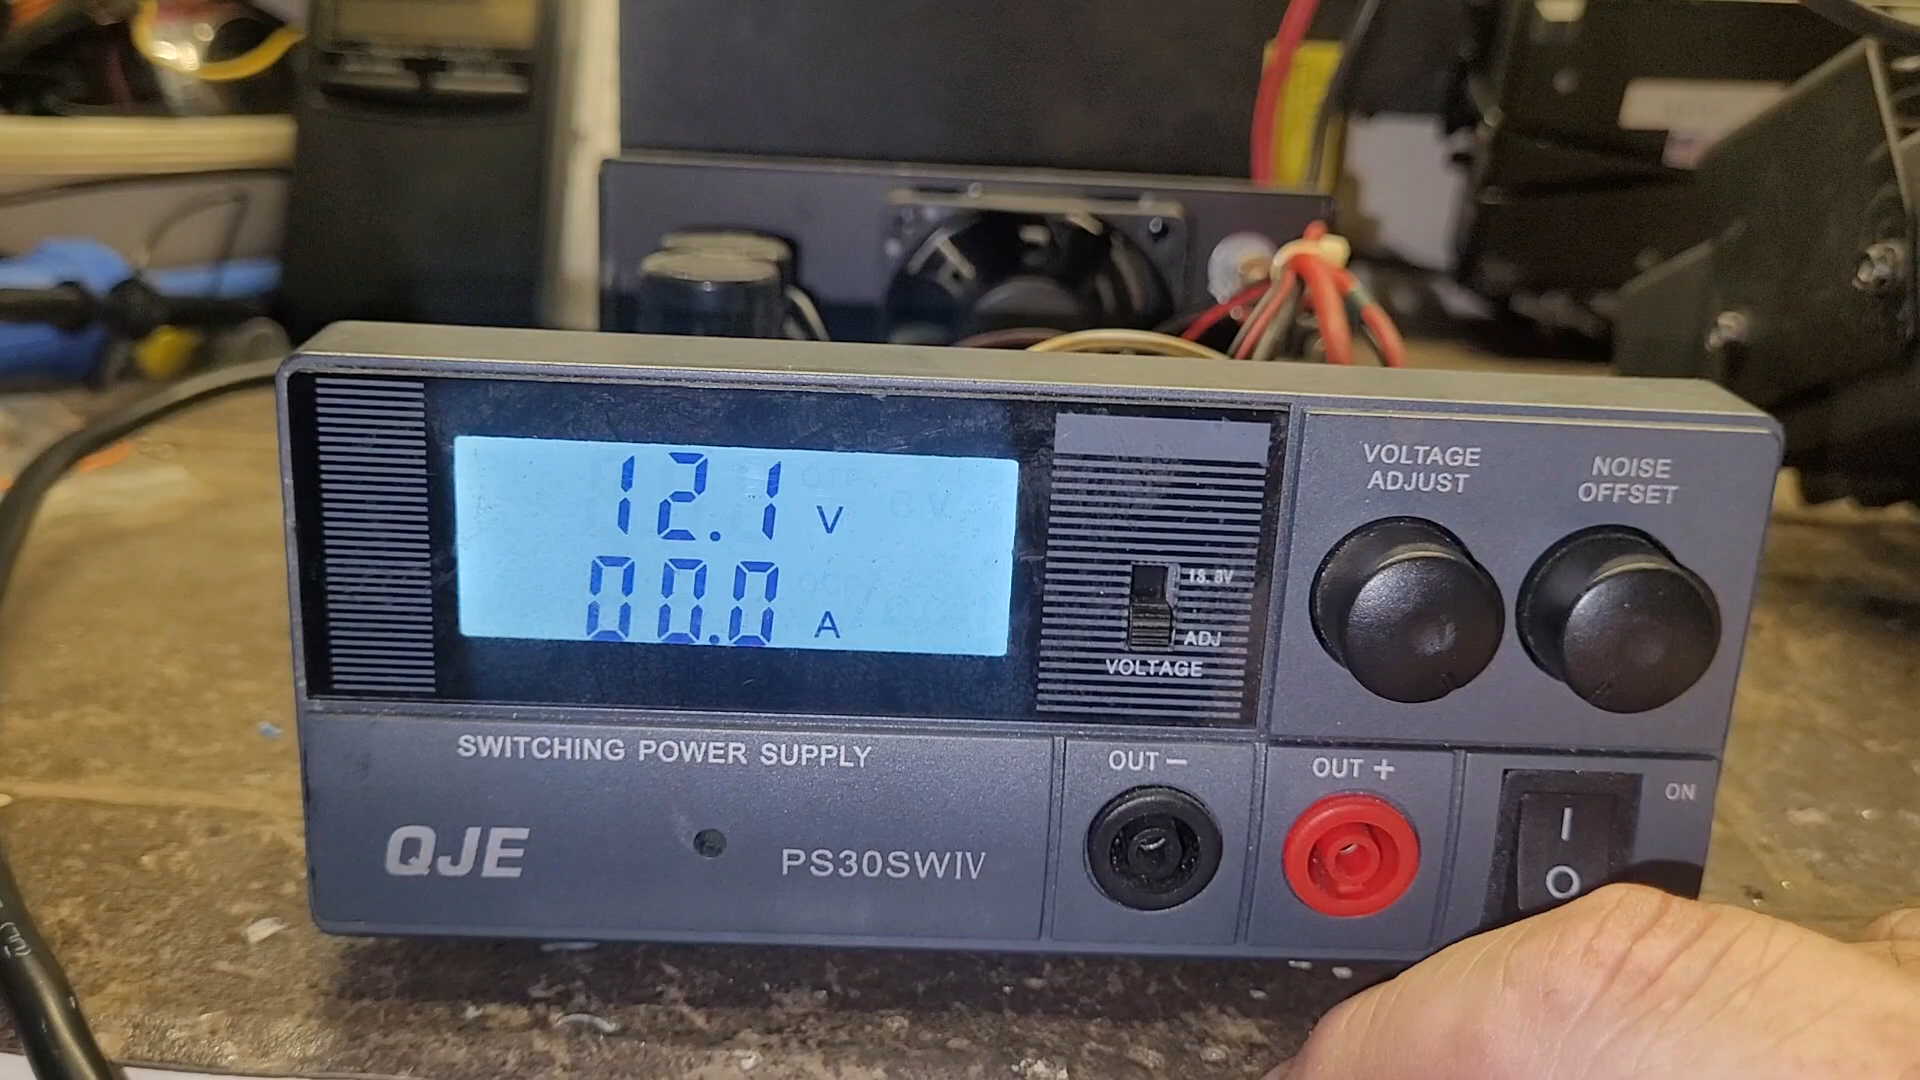 12.1 V
00.0 A
13.8V
ADJ
VOLTAGE
VOLTAGE
ADJUST
NOISE
OFFSET
SWITCHING POWER SUPPLY
QJE
PS30SWIV
OUT −
OUT +
ON
I
O